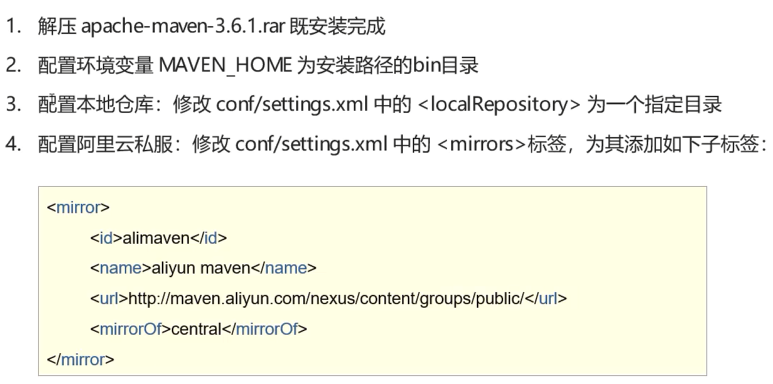 1. 解压 apache-maven-3.6.1.rar 既安装完成
2. 配置环境变量 MAVEN_HOME 为安装路径的bin目录
3. 配置本地仓库：修改 conf/settings.xml 中的 <localRepository> 为一个指定目录
4. 配置阿里云私服：修改 conf/settings.xml 中的 <mirrors>标签，为其添加如下子标签：
<mirror>
<id>alimaven</id>
<name>aliyun maven</name>
<url>http://maven.aliyun.com/nexus/content/groups/public/</url>
<mirrorOf>central</mirrorOf>
</mirror>